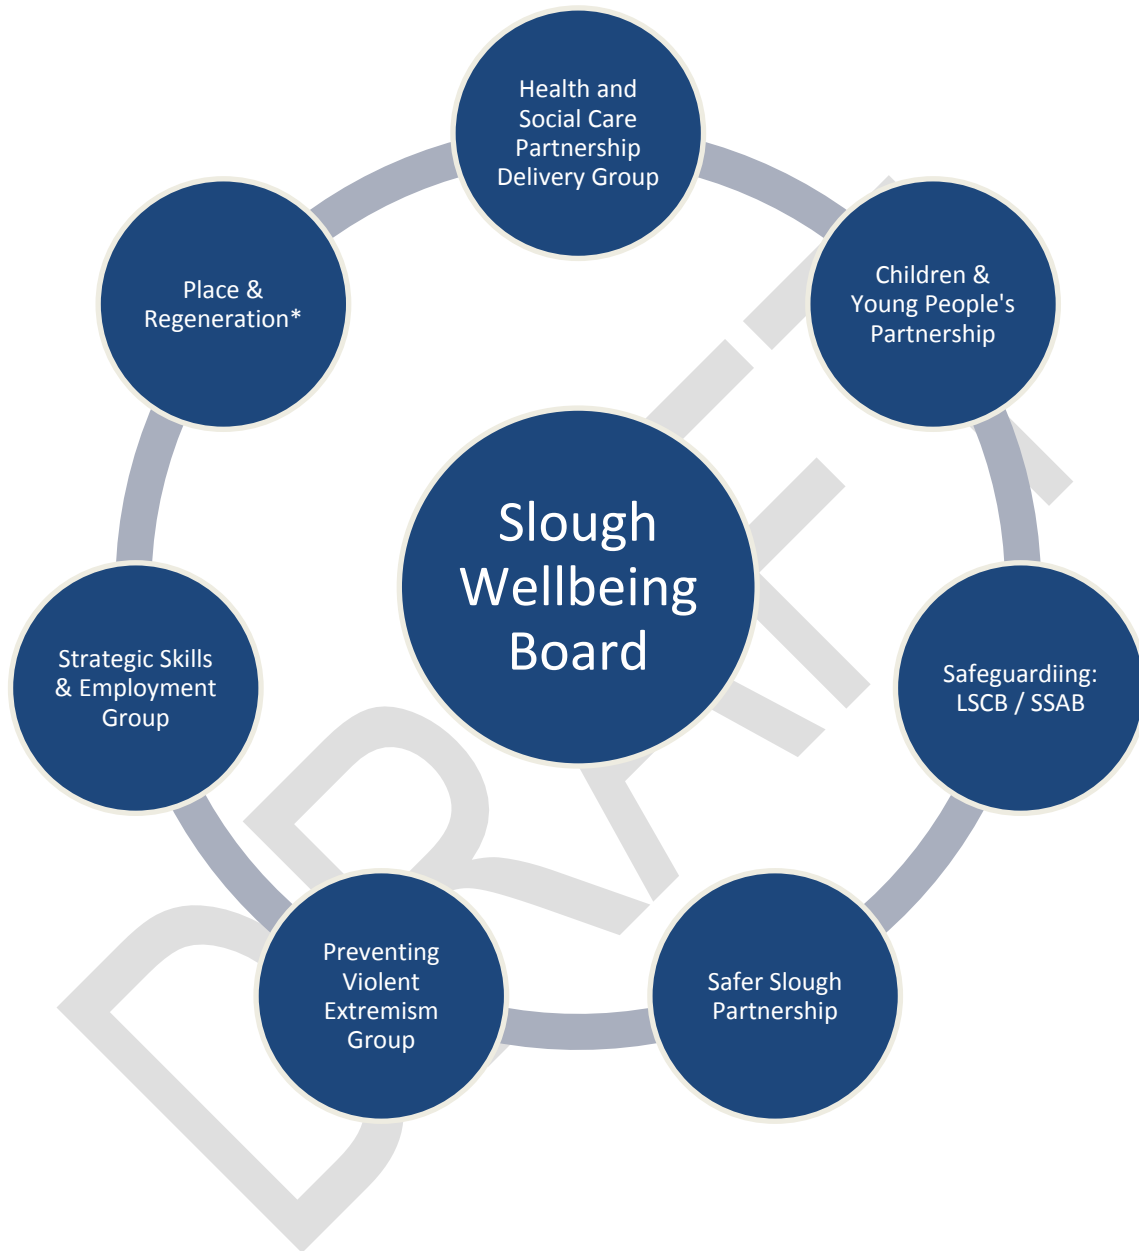 Health and
Social Care
Partnership
Delivery Group
Place &
Regeneration*
Children &
Young People's
Partnership
Slough
Wellbeing
Board
Strategic Skills
& Employment
Group
Safeguardiing:
LSCB / SSAB
Preventing
Violent
Extremism
Group
Safer Slough
Partnership
DRAFT